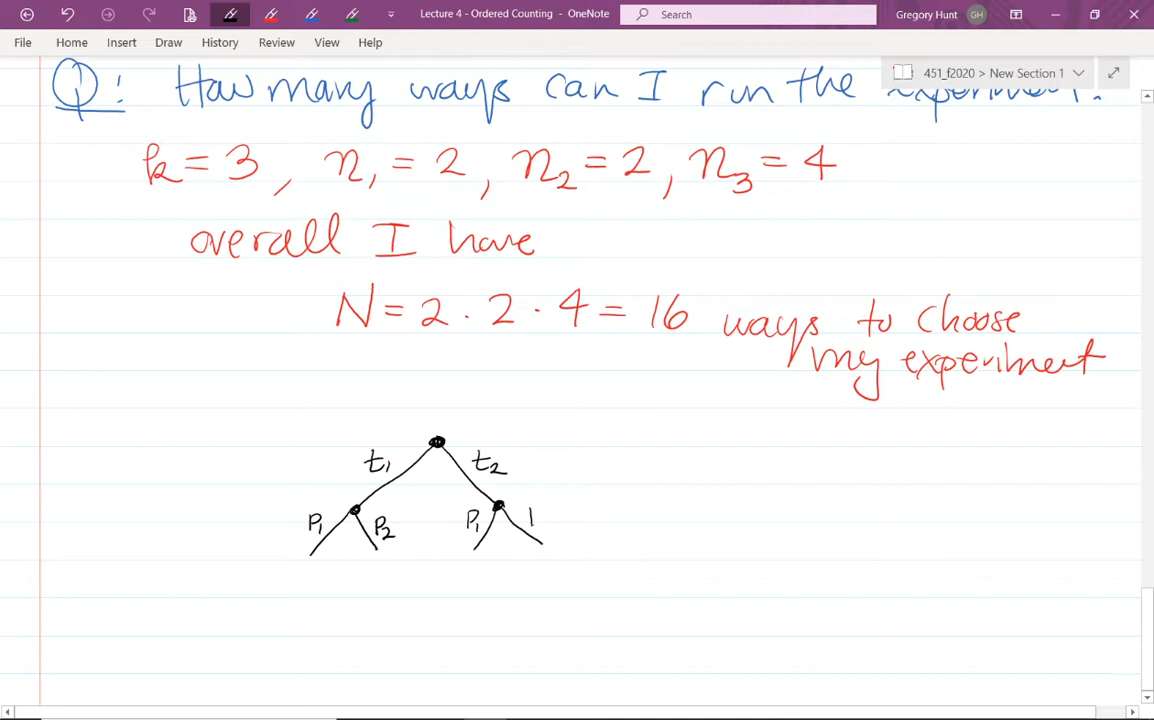 Lecture 4 - Ordered Counting - OneNote
Search
Gregory Hunt
GH
File Home Insert Draw History Review View Help
451_f2020 > New Section 1
Q: How many ways can I run the experiment.
k = 3, n₁ = 2, n₂ = 2, n₃ = 4
overall I have
N = 2 · 2 · 4 = 16 ways to choose
my experiment
t₁ t₂
P₁ P₂ P₁